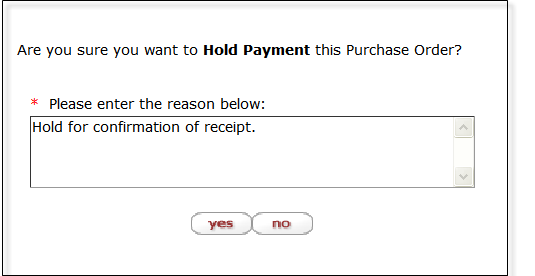 Are you sure you want to Hold Payment this Purchase Order?
* Please enter the reason below:
Hold for confirmation of receipt.
yes no